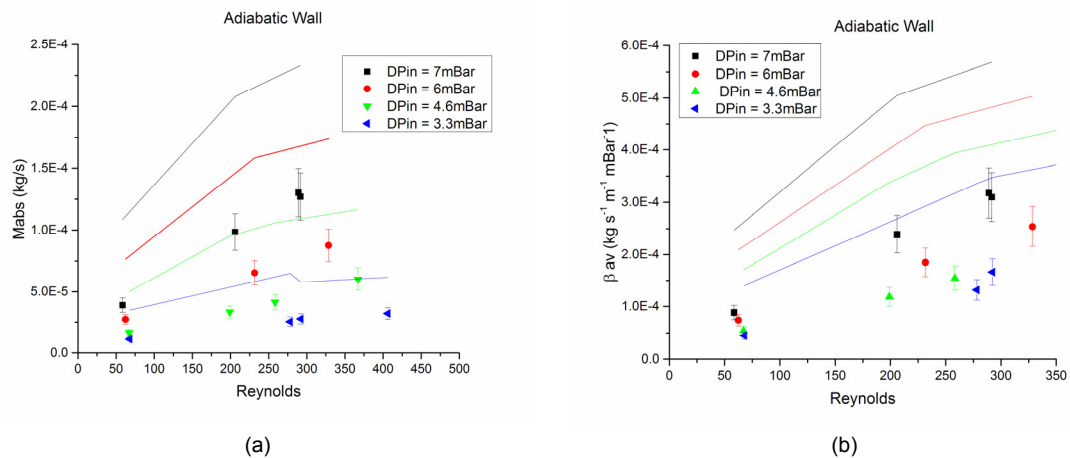 Adiabatic Wall
2.5E-4
2.0E-4
1.5E-4
1.0E-4
5.0E-5
0.0
Mabs (kg/s)
DPin = 7mBar
DPin = 6mBar
DPin = 4.6mBar
DPin = 3.3mBar
0 50 100 150 200 250 300 350 400 450 500
Reynolds
(a)
Adiabatic Wall
6.0E-4
5.0E-4
4.0E-4
3.0E-4
2.0E-4
1.0E-4
0.0
β av (kg s⁻¹ m⁻¹ mBar⁻1)
DPin = 7mBar
DPin = 6mBar
DPin = 4.6mBar
DPin = 3.3mBar
0 50 100 150 200 250 300 350
Reynolds
(b)